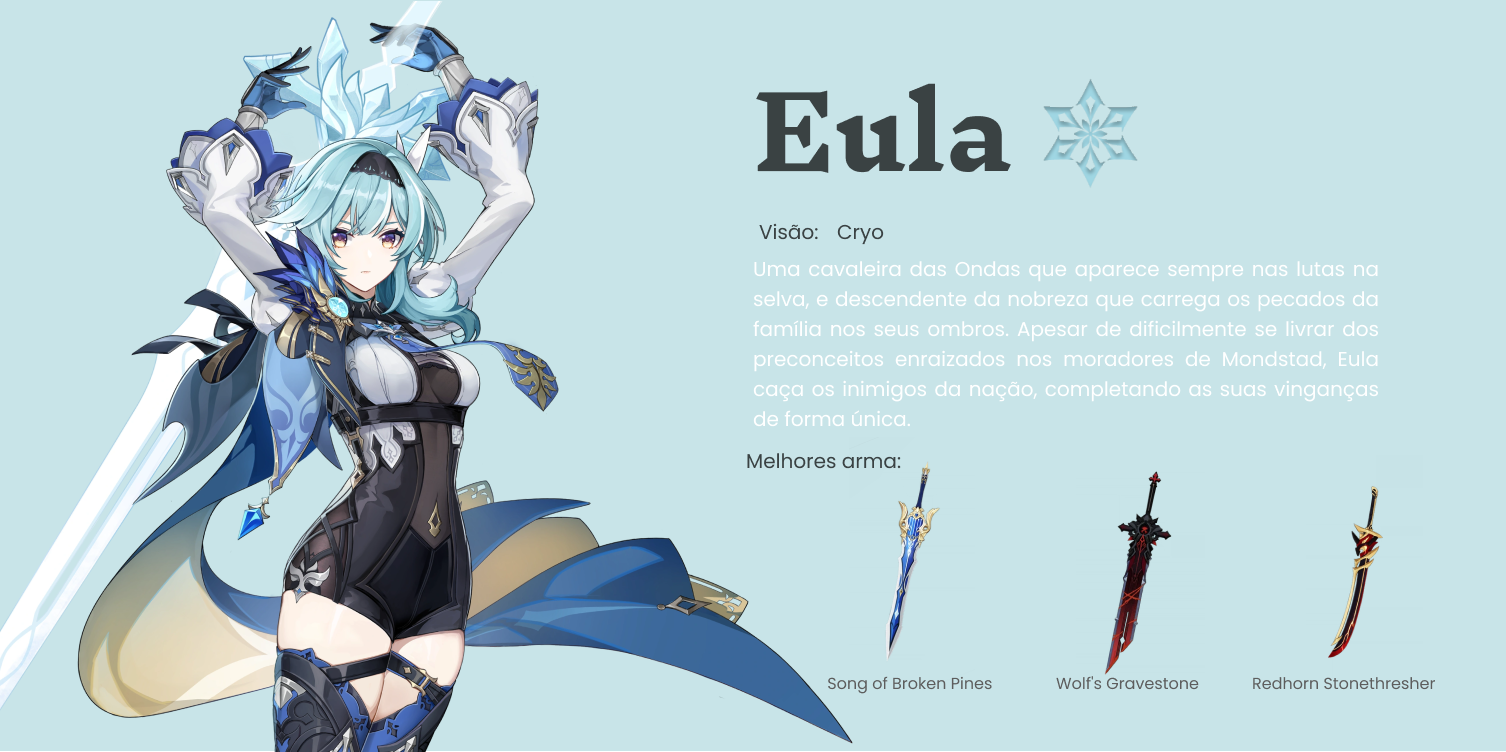 Eula
Visão: Cryo
Uma cavaleira das Ondas que aparece sempre nas lutas na
selva, e descendente da nobreza que carrega os pecados da
família nos seus ombros. Apesar de dificilmente se livrar dos
preconceitos enraizados nos moradores de Mondstad, Eula
caça os inimigos da nação, completando as suas vinganças
de forma única.
Melhores arma:
Song of Broken Pines
Wolf's Gravestone
Redhorn Stonethresher